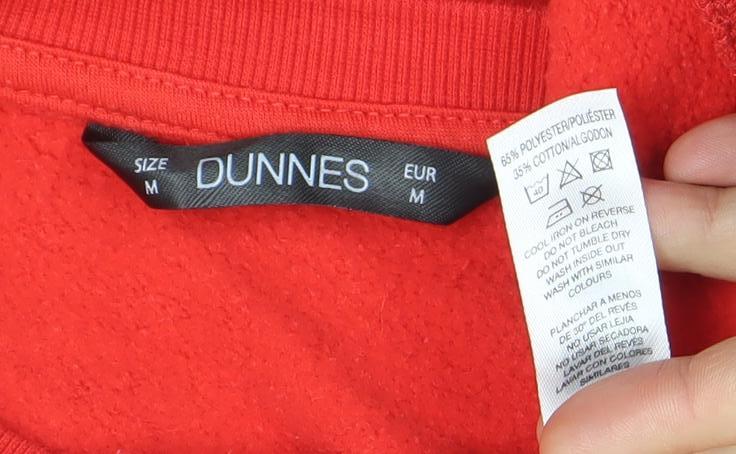 SIZE
M
DUNNES
EUR
M
65% POLYESTER/POLIÉSTER
35% COTTON/ALGODON
40
COOL IRON ON REVERSE
DO NOT BLEACH
DO NOT TUMBLE DRY
WASH INSIDE OUT
WASH WITH SIMILAR
COLOURS
PLANCHAR A MENOS
DE 30° DEL REVÉS
NO USAR LEJIA
NO USAR SECADORA
LAVAR DEL REVÉS
LAVAR CON COLORES
SIMILARES